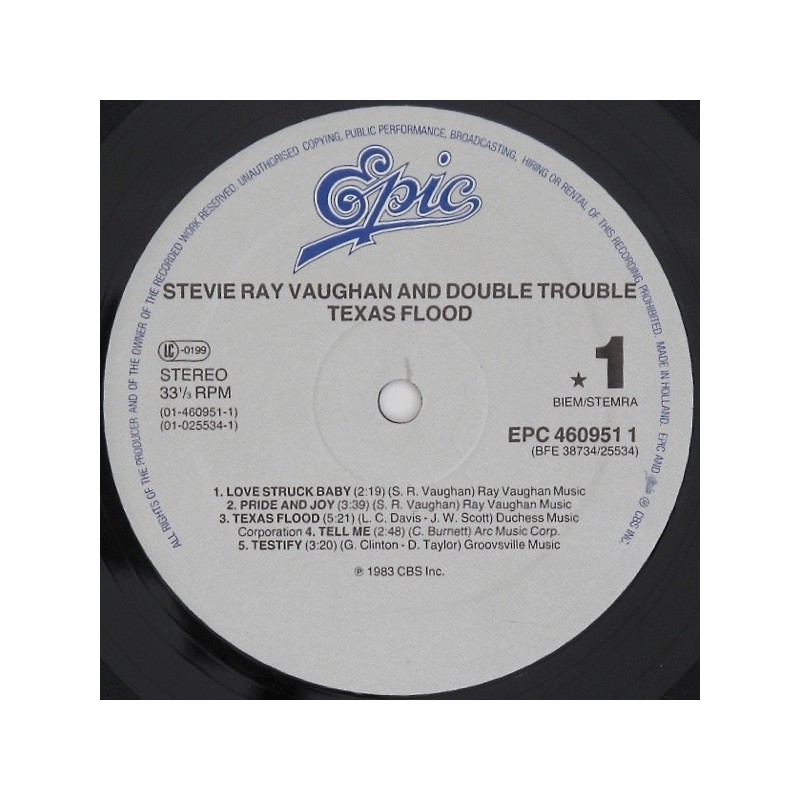 ALL RIGHTS OF THE PRODUCER AND OF THE OWNER OF THE RECORDED WORK RESERVED. UNAUTHORISED COPYING, PUBLIC PERFORMANCE, BROADCASTING, HIRING OR RENTAL OF THIS RECORDING PROHIBITED. MADE IN HOLLAND. EPIC AND Epic ℗ CBS INC.
Epic
STEVIE RAY VAUGHAN AND DOUBLE TROUBLE
TEXAS FLOOD
LC-0199
STEREO
33⅓ RPM
(01-460951-1)
(01-025534-1)
★ 1
BIEM/STEMRA
EPC 460951 1
(BFE 38734/25534)
1. LOVE STRUCK BABY (2:19) (S. R. Vaughan) Ray Vaughan Music
2. PRIDE AND JOY (3:39) (S. R. Vaughan) Ray Vaughan Music
3. TEXAS FLOOD (5:21) (L. C. Davis - J. W. Scott) Duchess Music
Corporation 4. TELL ME (2:48) (C. Burnett) Arc Music Corp.
5. TESTIFY (3:20) (G. Clinton - D. Taylor) Groovsville Music
℗ 1983 CBS Inc.